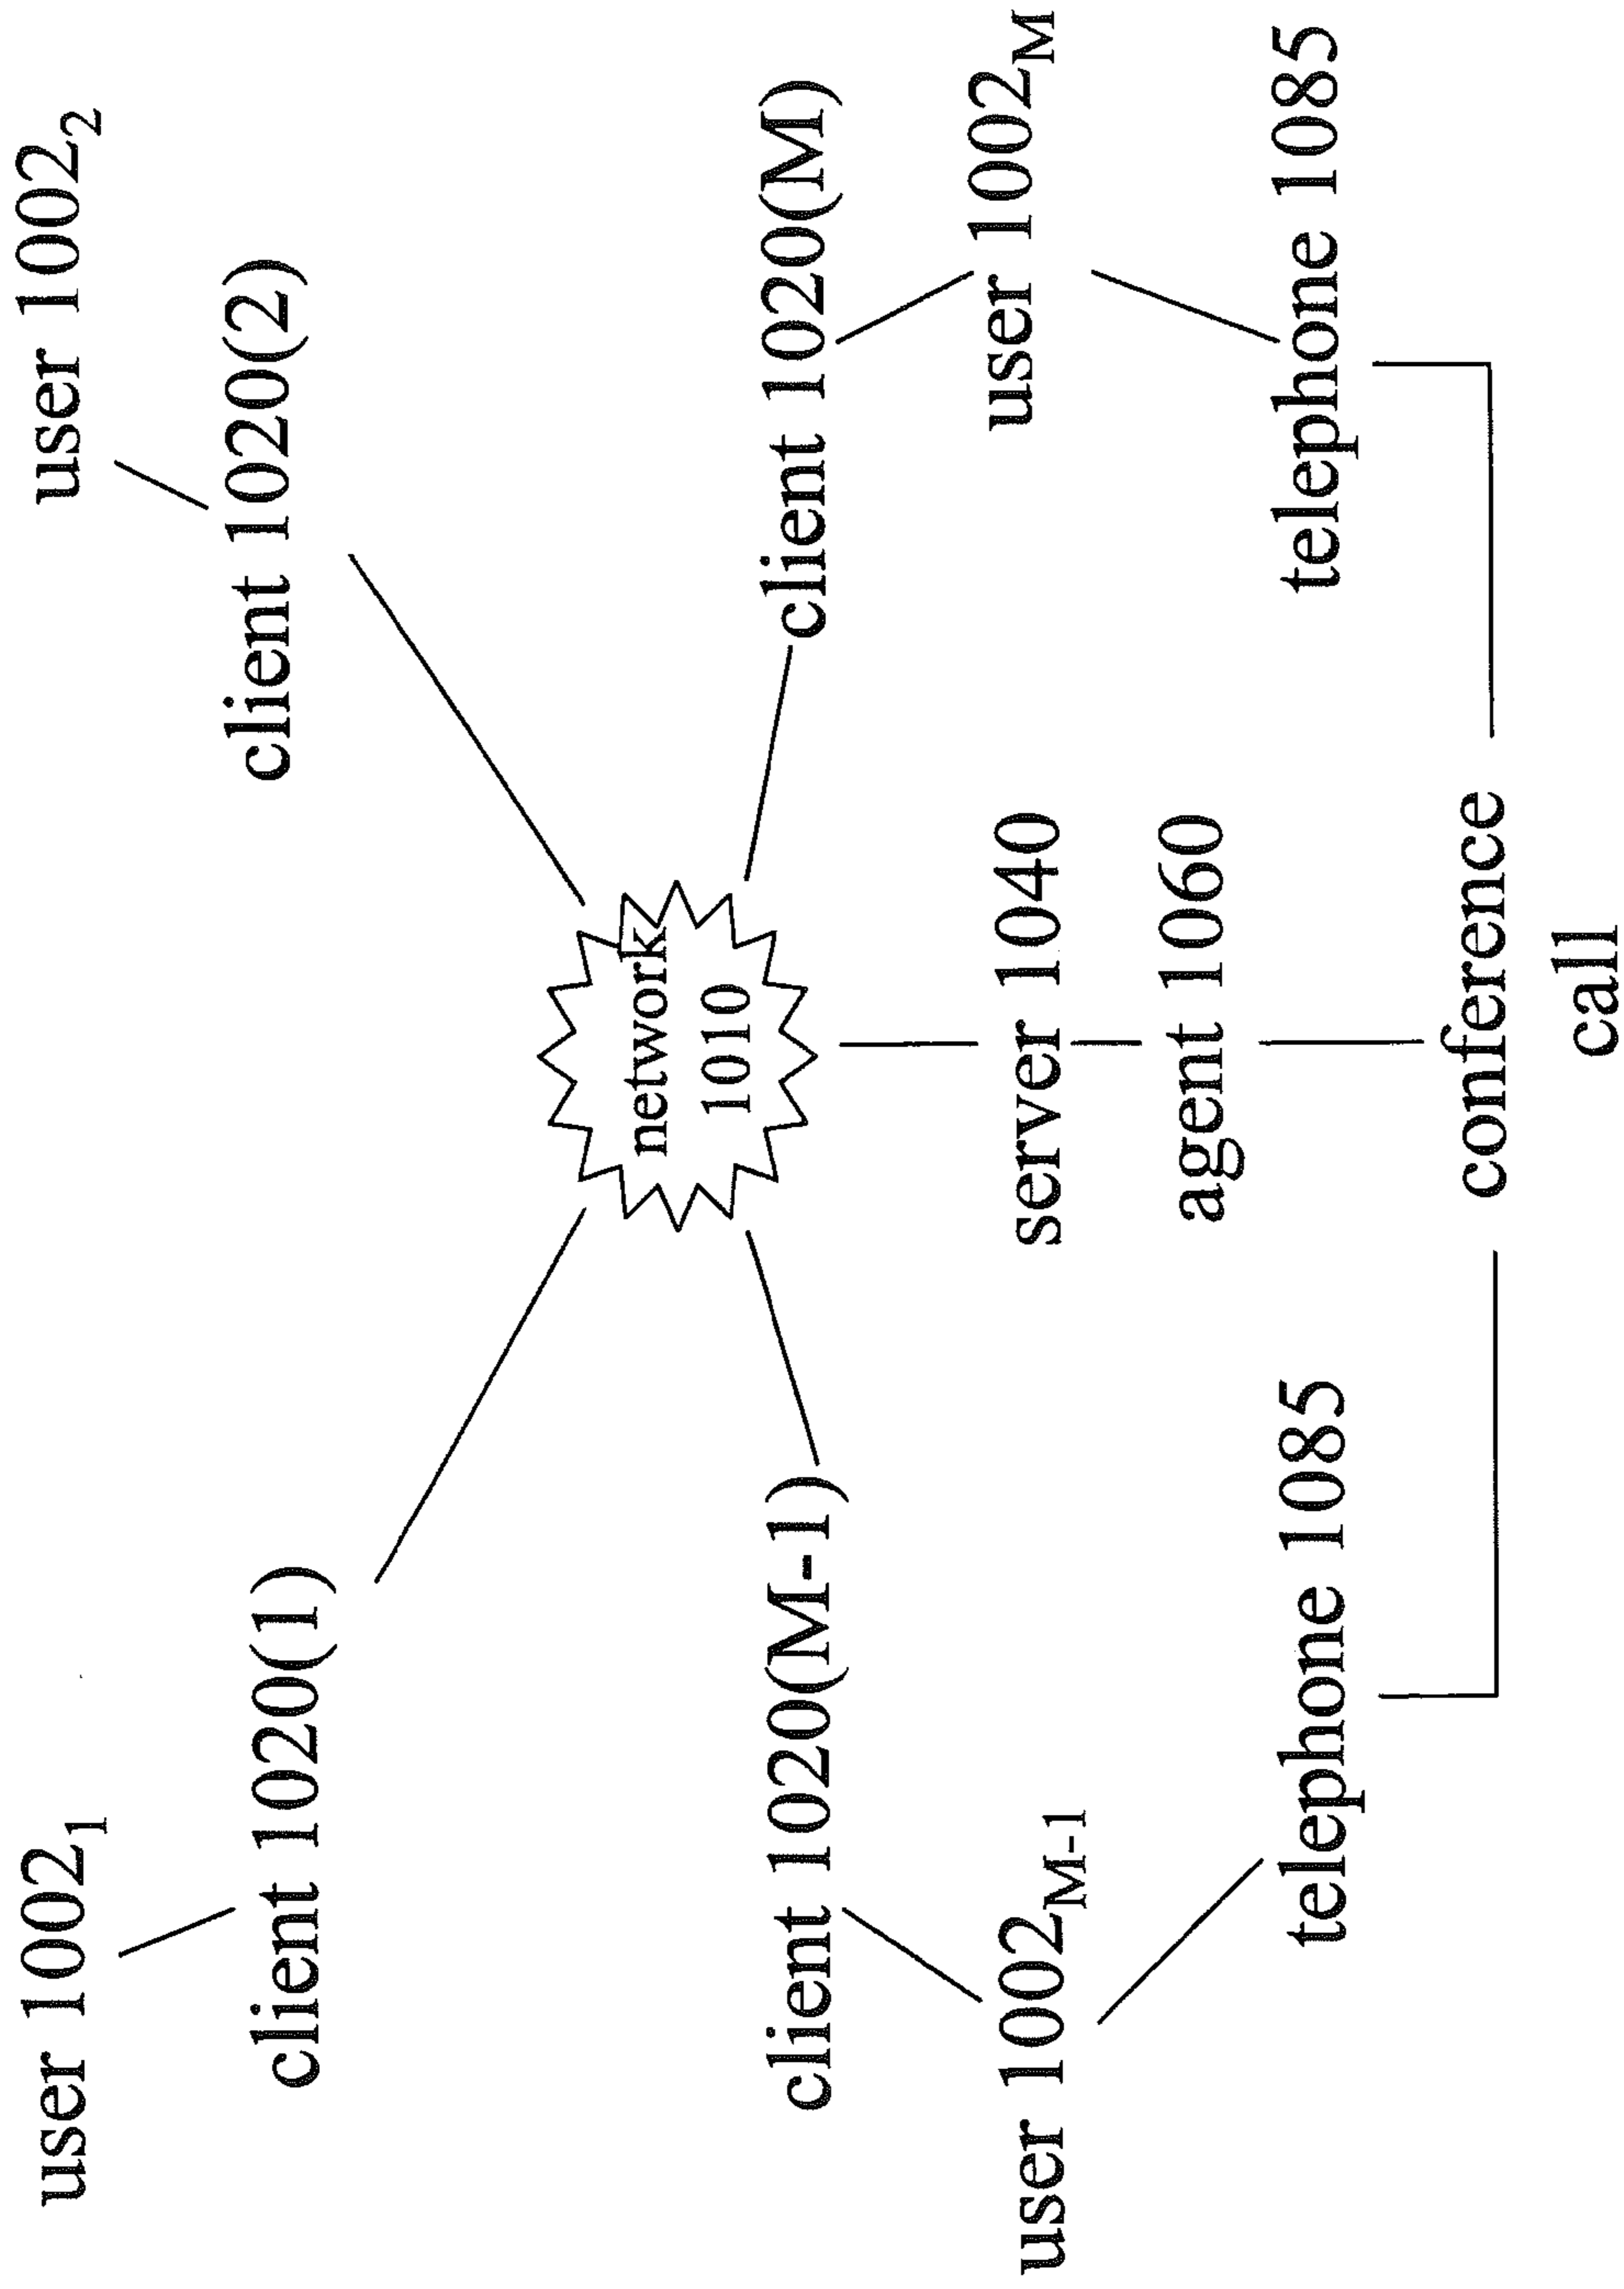 user 1002₁
user 1002₂
client 1020(1)
client 1020(2)
network
1010
client 1020(M-1)
client 1020(M)
user 1002M-1
server 1040
user 1002M
agent 1060
telephone 1085
telephone 1085
conference
call